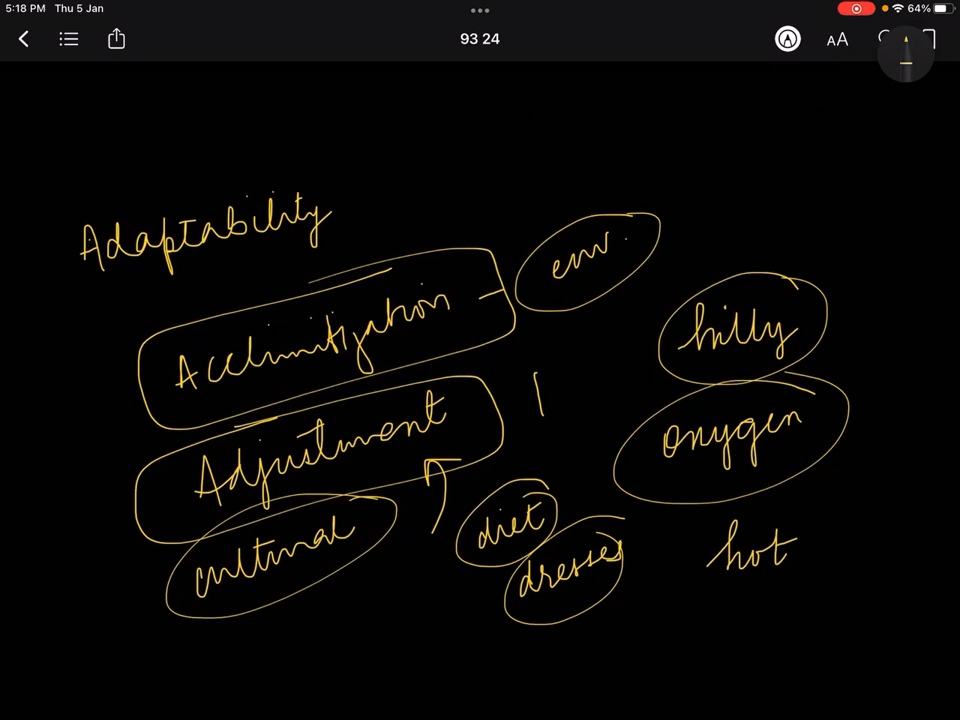 5:18 PM Thu 5 Jan
64%
93 24
AA
Adaptability
Acclimitization - env.
hilly
Adjustment
oxygen
cultural
diet
dresses
hot